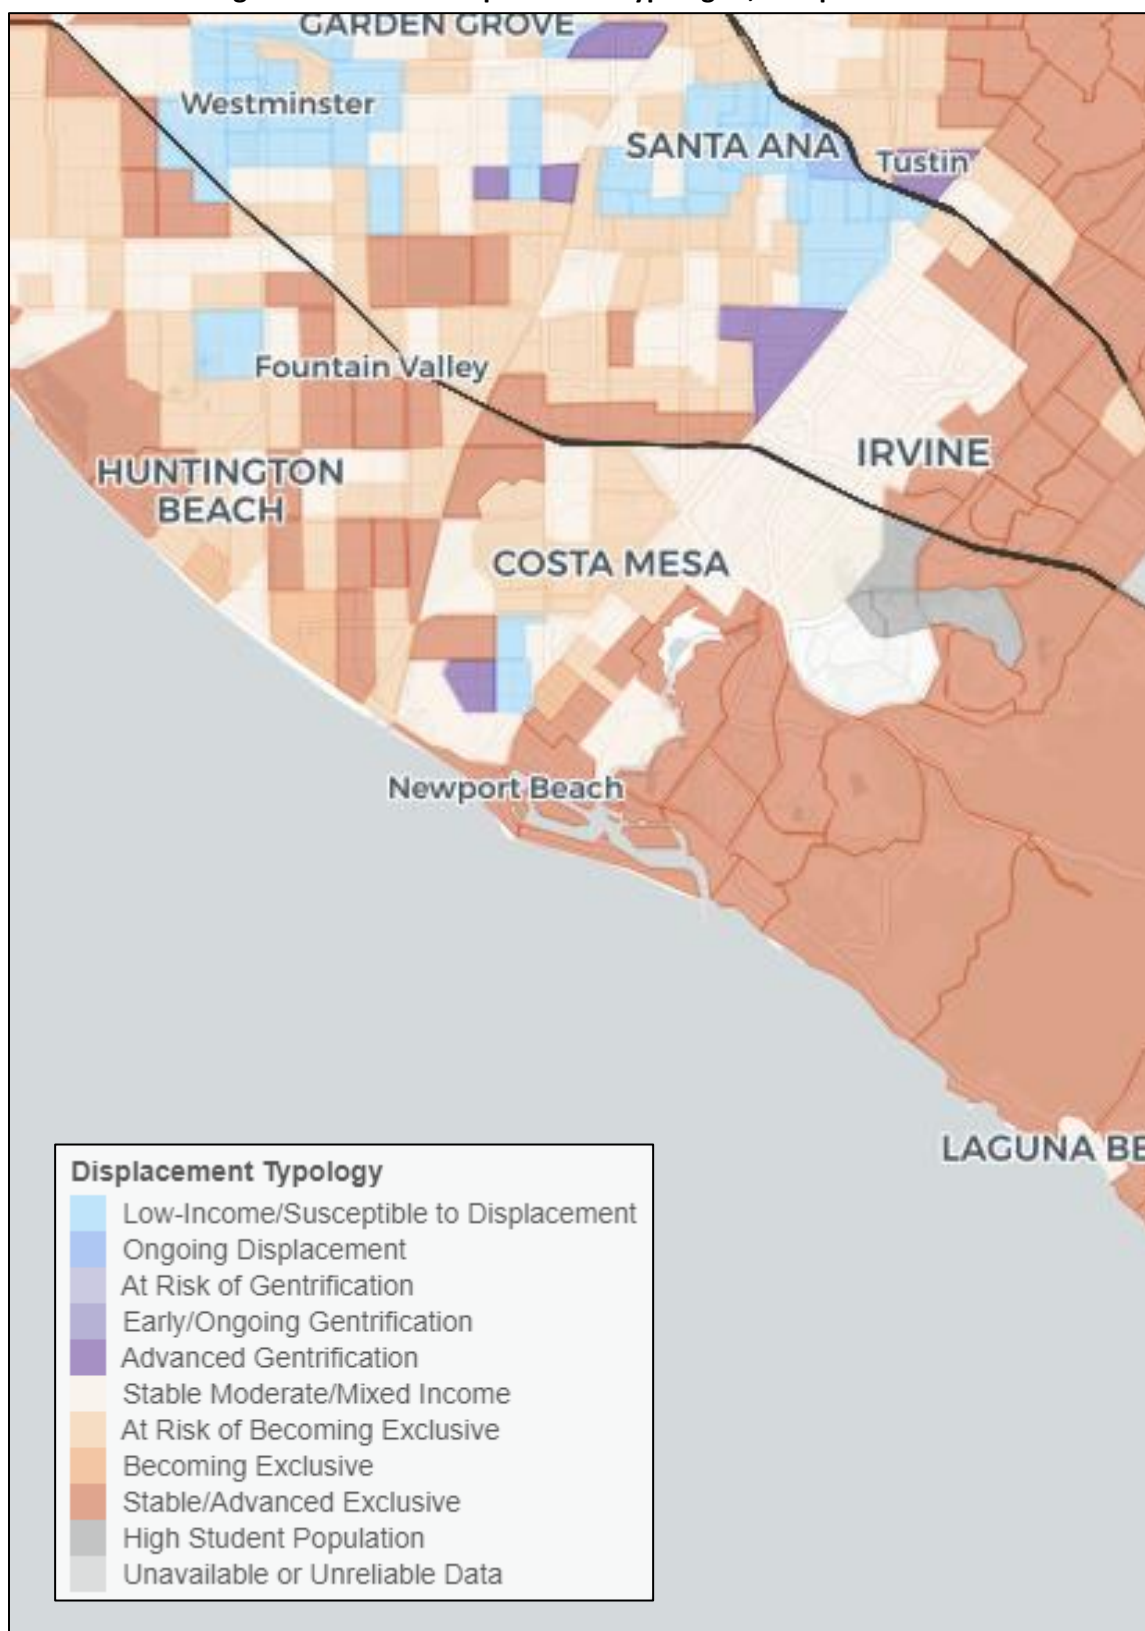 GARDEN GROVE
Westminster
SANTA ANA
Tustin
Fountain Valley
IRVINE
HUNTINGTON
BEACH
COSTA MESA
Newport Beach
LAGUNA BE
Displacement Typology
Low-Income/Susceptible to Displacement
Ongoing Displacement
At Risk of Gentrification
Early/Ongoing Gentrification
Advanced Gentrification
Stable Moderate/Mixed Income
At Risk of Becoming Exclusive
Becoming Exclusive
Stable/Advanced Exclusive
High Student Population
Unavailable or Unreliable Data